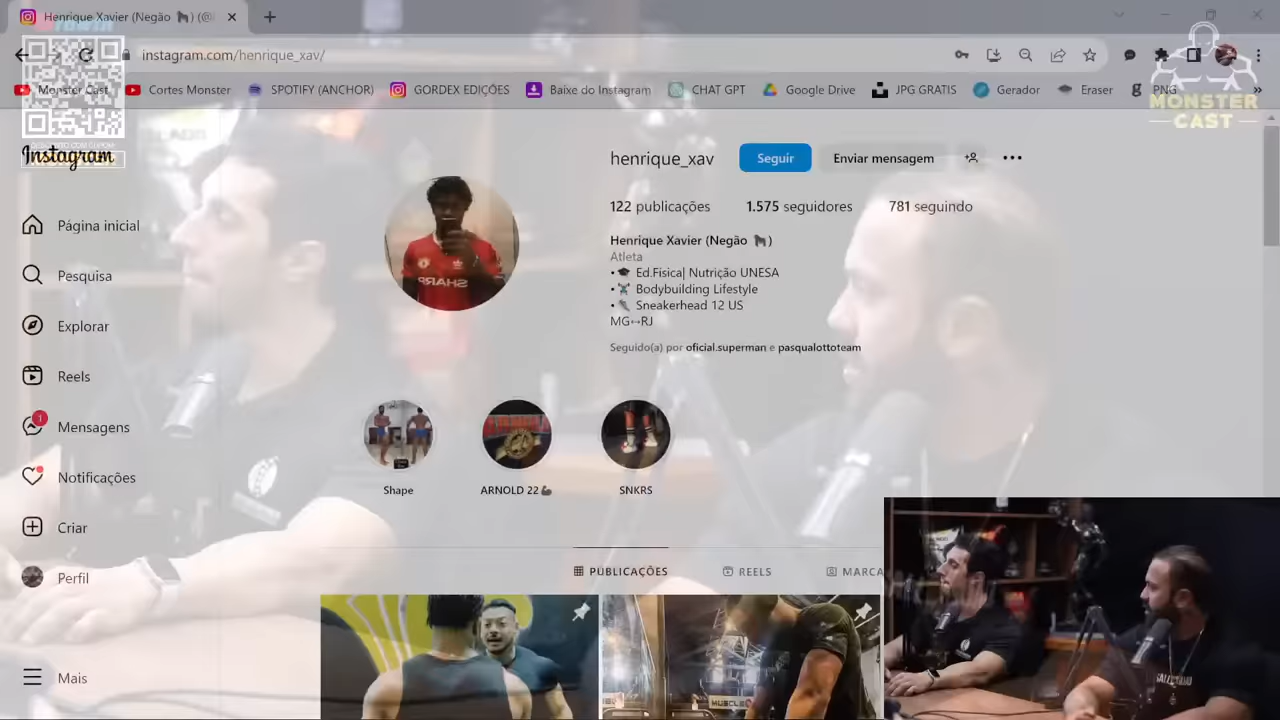 Henrique Xavier (Negão 🦍) (@
instagram.com/henrique_xav/
Monster Cast
Cortes Monster
SPOTIFY (ANCHOR)
GORDEX EDIÇÕES
Baixe do Instagram
CHAT GPT
Google Drive
JPG GRATIS
Gerador
Eraser
PNG
MONSTER
CAST
Instagram
henrique_xav
Seguir
Enviar mensagem
122 publicações
1.575 seguidores
781 seguindo
Henrique Xavier (Negão 🦍)
Atleta
•🎓 Ed.Fisica| Nutrição UNESA
•🏋 Bodybuilding Lifestyle
•👟 Sneakerhead 12 US
MG↔RJ
Seguido(a) por oficial.superman e pasqualottoteam
Página inicial
Pesquisa
Explorar
Reels
1
Mensagens
Notificações
Criar
Perfil
Mais
Shape
ARNOLD 22💪🏿
SNKRS
PUBLICAÇÕES
REELS
MARCA
SHARP